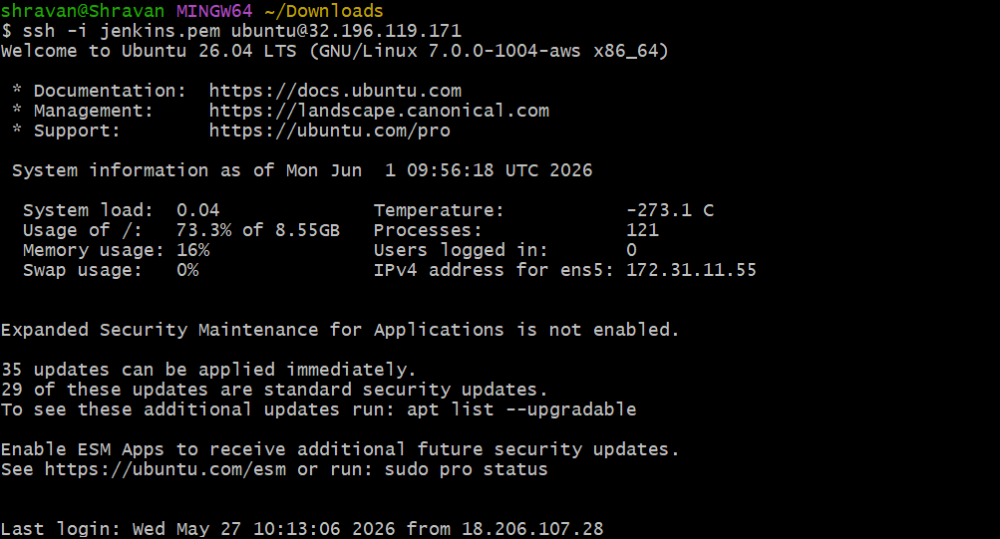 shravan@Shravan MINGW64 ~/Downloads
$ ssh -i jenkins.pem ubuntu@32.196.119.171
Welcome to Ubuntu 26.04 LTS (GNU/Linux 7.0.0-1004-aws x86_64)
* Documentation:  https://docs.ubuntu.com
* Management:     https://landscape.canonical.com
* Support:        https://ubuntu.com/pro
System information as of Mon Jun  1 09:56:18 UTC 2026
System load:  0.04               Temperature:           -273.1 C
Usage of /:   73.3% of 8.55GB   Processes:             121
Memory usage: 16%                Users logged in:       0
Swap usage:   0%                 IPv4 address for ens5: 172.31.11.55
Expanded Security Maintenance for Applications is not enabled.
35 updates can be applied immediately.
29 of these updates are standard security updates.
To see these additional updates run: apt list --upgradable
Enable ESM Apps to receive additional future security updates.
See https://ubuntu.com/esm or run: sudo pro status
Last login: Wed May 27 10:13:06 2026 from 18.206.107.28